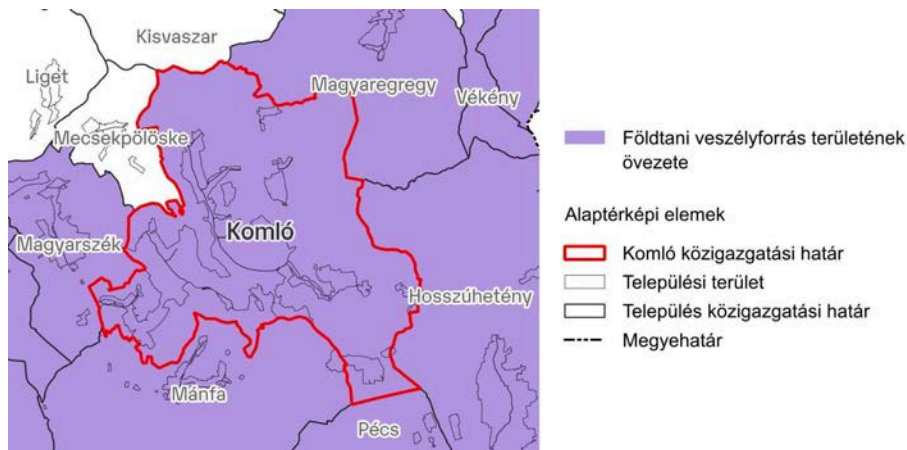 Kisvaszar
Liget
Magyaregregy
Vékény
Mecsekpölöske
Komló
Magyarszék
Hosszúhetény
Mánfa
Pécs
Földtani veszélyforrás területének
övezete
Alaptérképi elemek
Komló közigazgatási határ
Települési terület
Település közigazgatási határ
Megyehatár